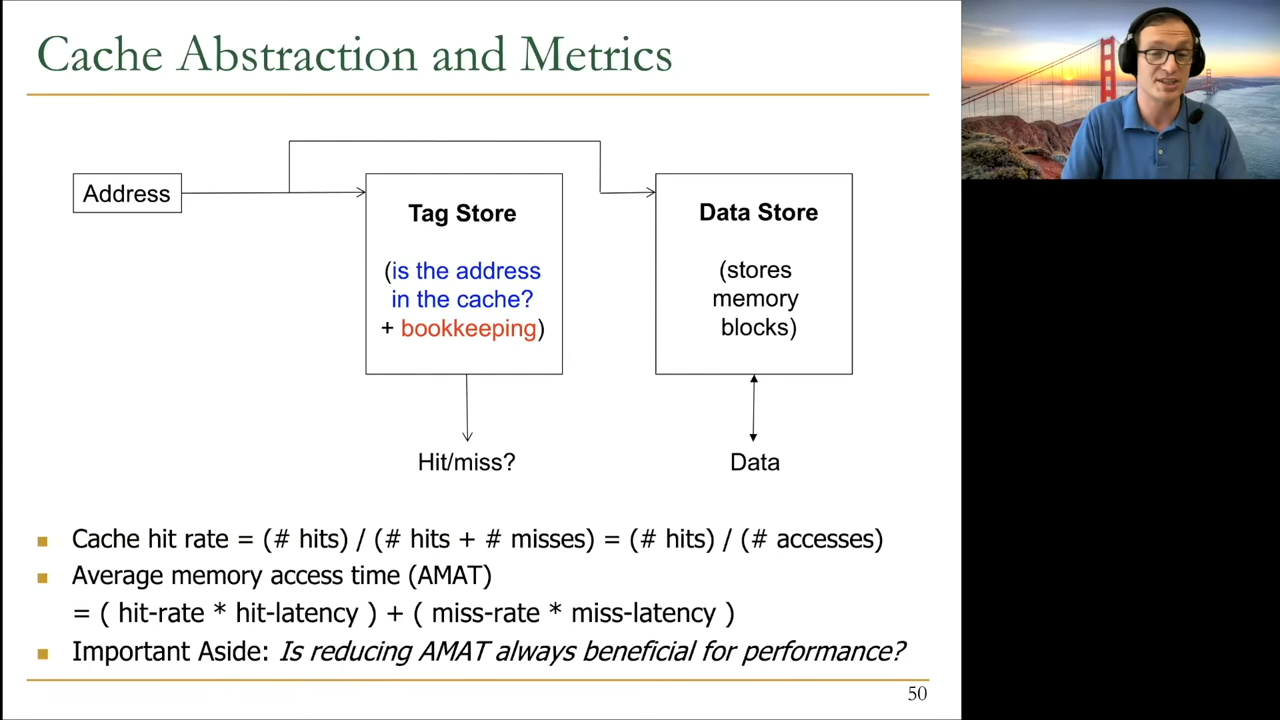 Cache Abstraction and Metrics
Address
Tag Store
(is the address
in the cache?
+ bookkeeping)
Data Store
(stores
memory
blocks)
Hit/miss?
Data
■ Cache hit rate = (# hits) / (# hits + # misses) = (# hits) / (# accesses)
■ Average memory access time (AMAT)
= ( hit-rate * hit-latency ) + ( miss-rate * miss-latency )
■ Important Aside: Is reducing AMAT always beneficial for performance?
50